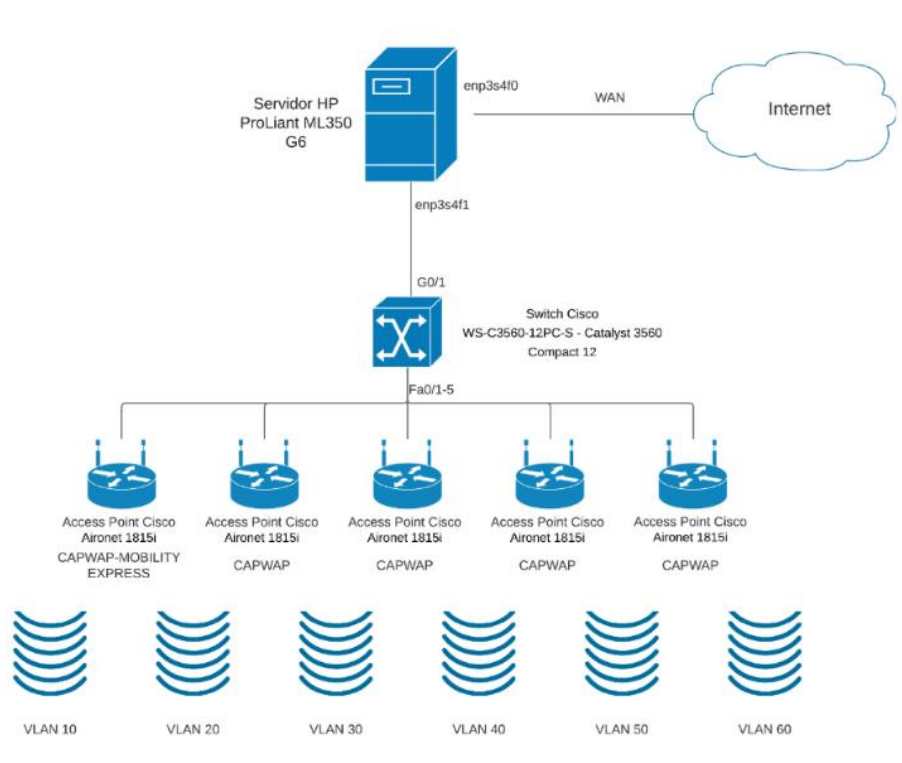 enp3s4f0
Servidor HP
ProLiant ML350
G6
WAN
Internet
enp3s4f1
G0/1
Switch Cisco
WS-C3560-12PC-S - Catalyst 3560
Compact 12
Fa0/1-5
Access Point Cisco
Aironet 1815i
CAPWAP-MOBILITY
EXPRESS
Access Point Cisco
Aironet 1815i
CAPWAP
Access Point Cisco
Aironet 1815i
CAPWAP
Access Point Cisco
Aironet 1815i
CAPWAP
Access Point Cisco
Aironet 1815i
CAPWAP
VLAN 10
VLAN 20
VLAN 30
VLAN 40
VLAN 50
VLAN 60